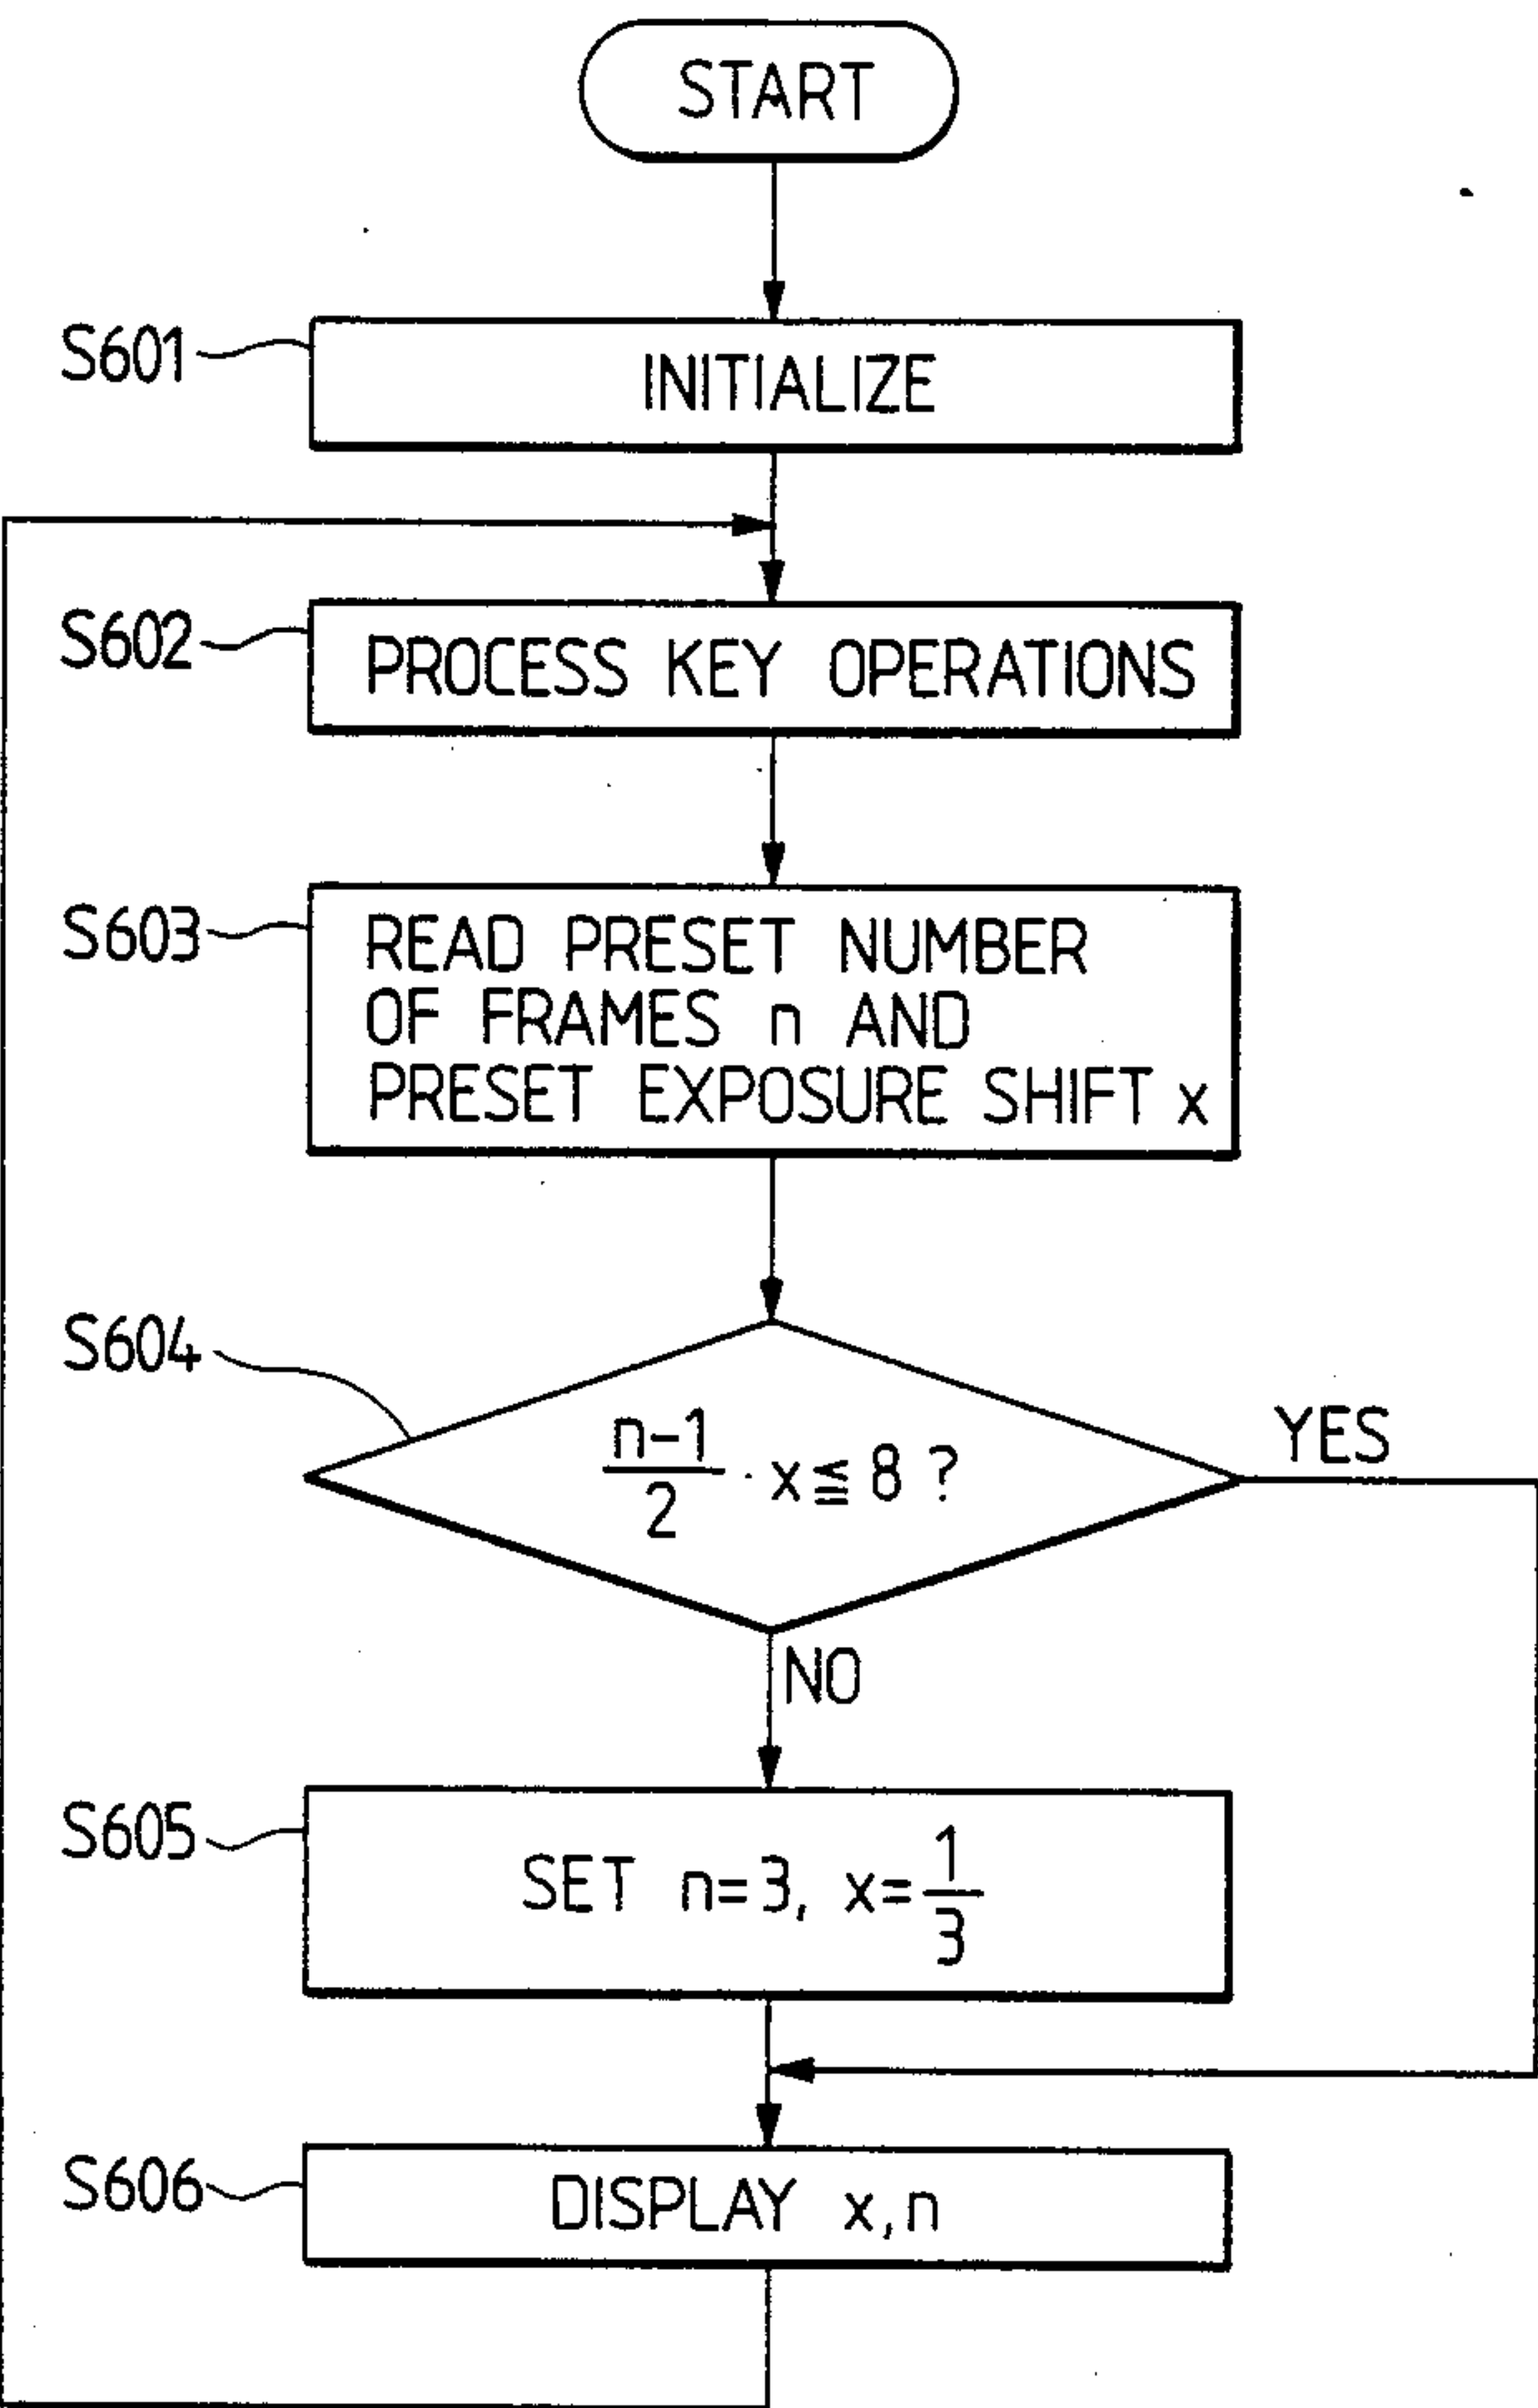 START
S601
INITIALIZE
S602
PROCESS KEY OPERATIONS
S603
READ PRESET NUMBER
OF FRAMES n AND
PRESET EXPOSURE SHIFT x
S604
n-1
2
· x ≦ 8 ?
YES
NO
S605
SET n=3, x=1/3
S606
DISPLAY x,n